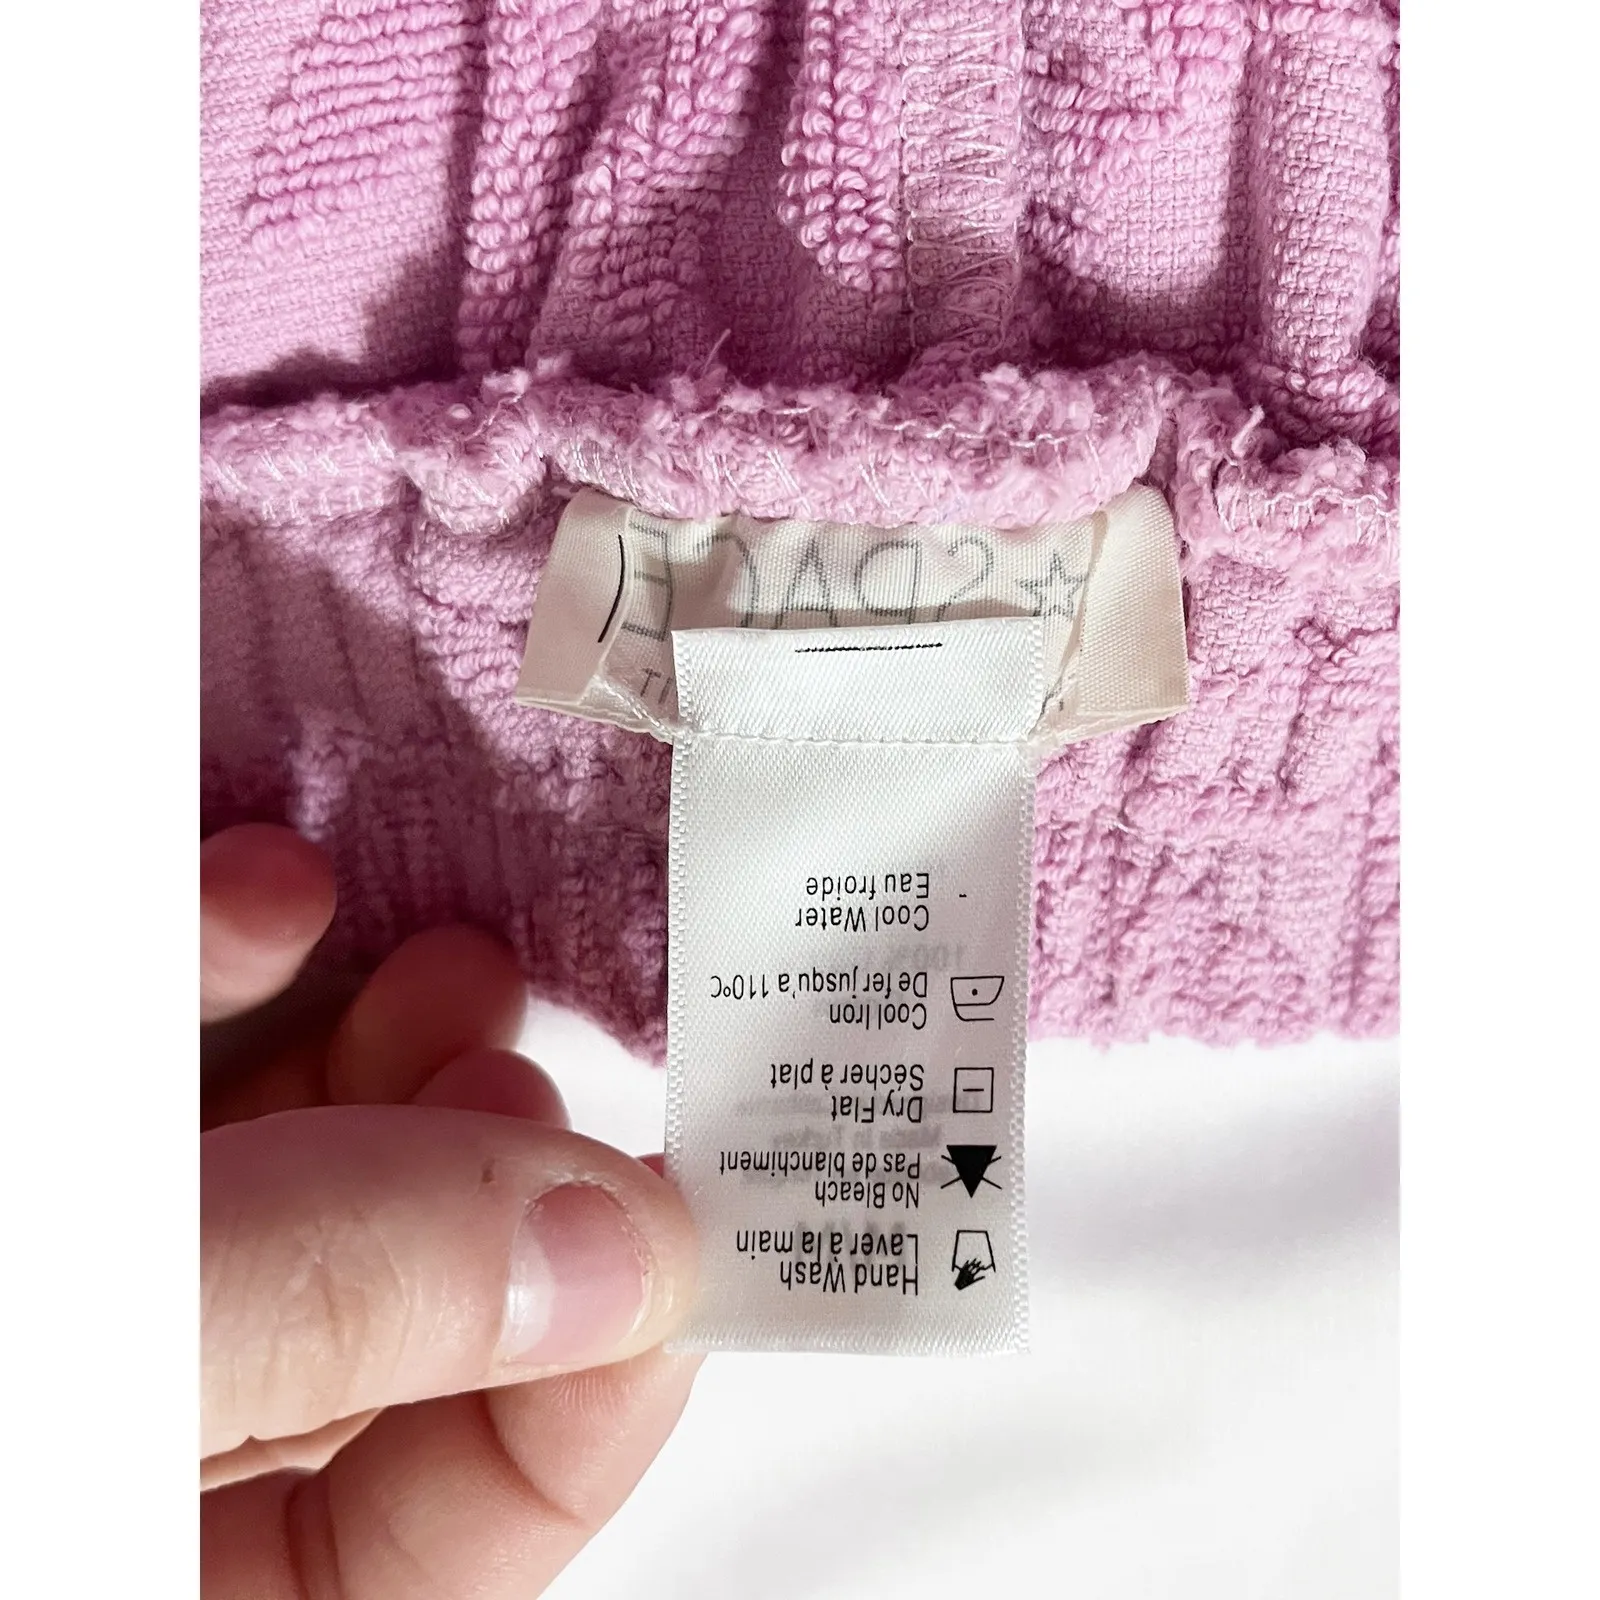 Hand Wash
Laver à la main
No Bleach
Pas de blanchiment
Dry Flat
Sécher à plat
Cool Iron
De fer jusqu'a 110°C
Cool Water
Eau froide
SPACE